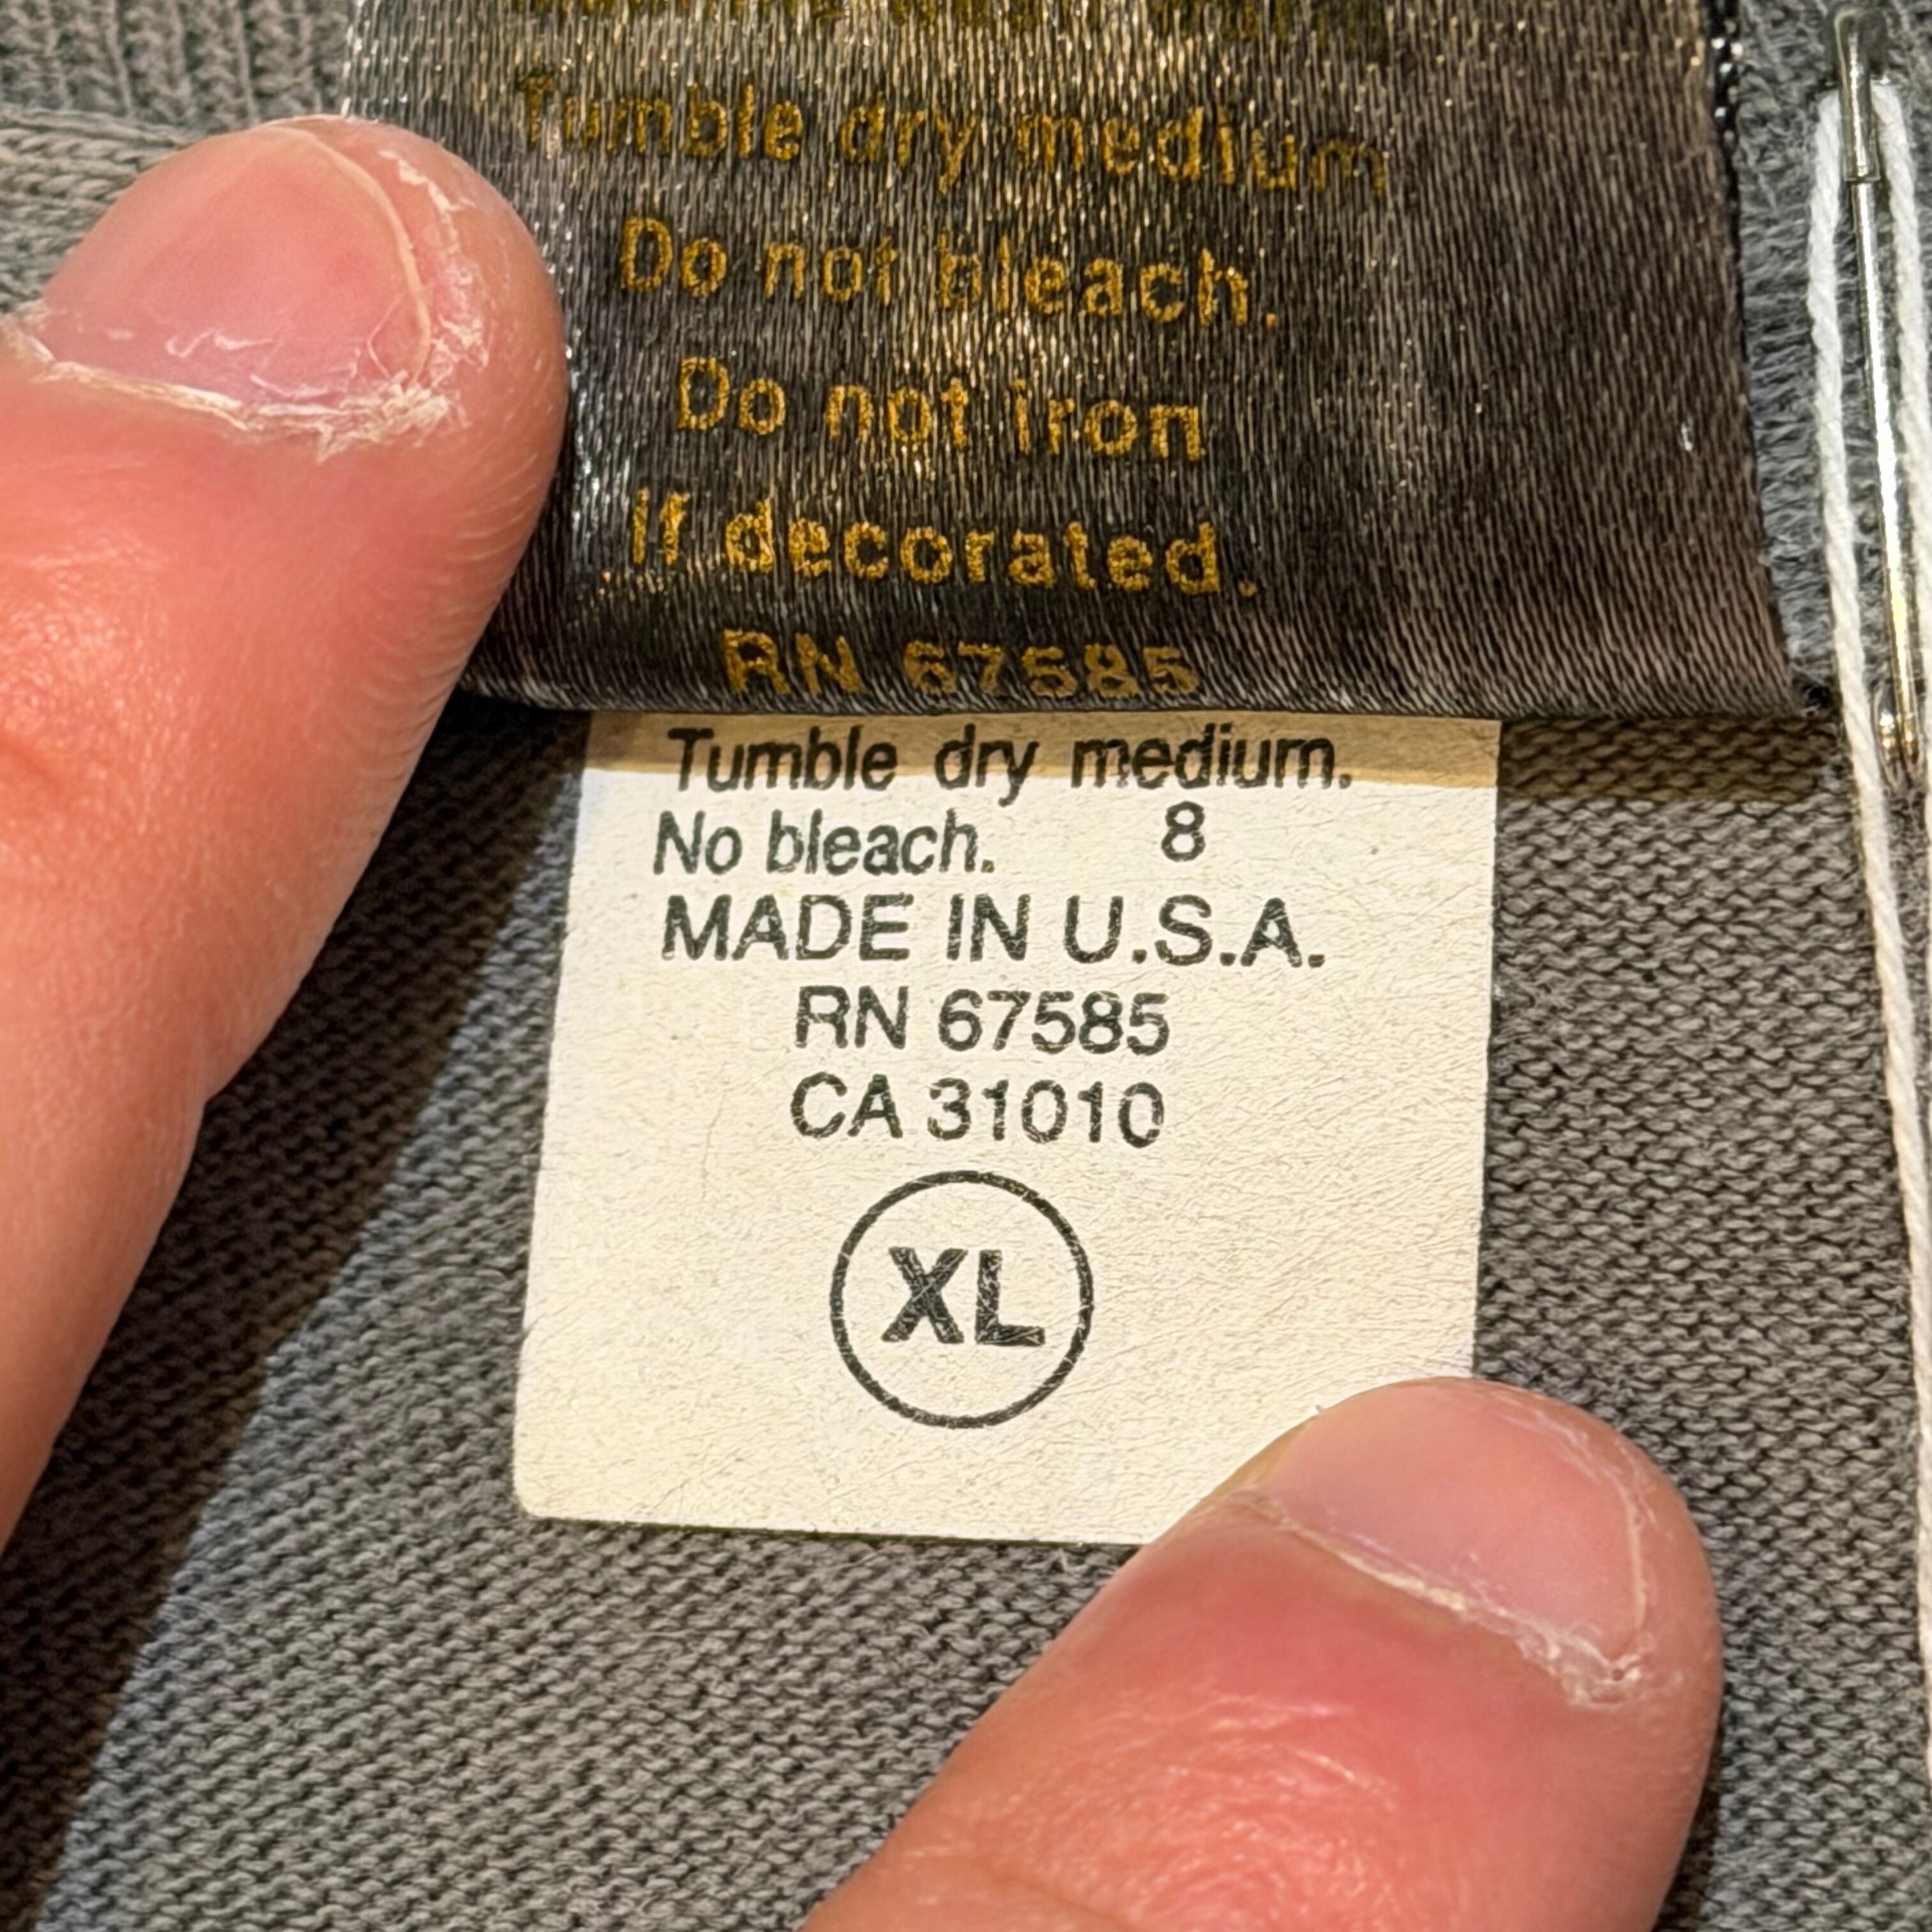 Tumble dry medium
Do not bleach.
Do not iron
if decorated.
RN 67585
Tumble dry medium.
No bleach. 8
MADE IN U.S.A.
RN 67585
CA 31010
XL